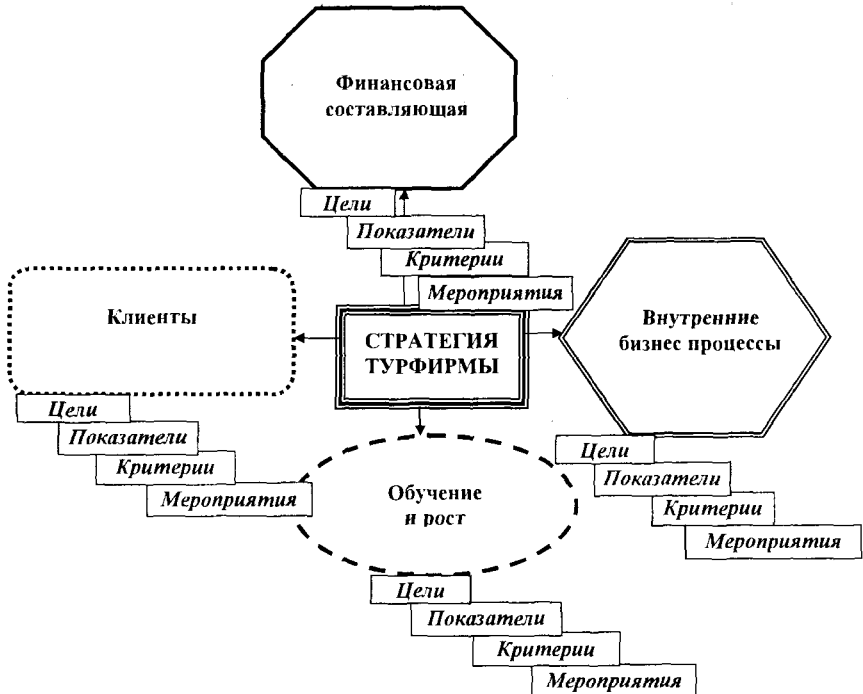 Финансовая
составляющая
Цели
Показатели
Критерии
Мероприятия
Клиенты
СТРАТЕГИЯ
ТУРФИРМЫ
Внутренние
бизнес процессы
Цели
Показатели
Критерии
Мероприятия
Обучение
и рост
Цели
Показатели
Критерии
Мероприятия
Цели
Показатели
Критерии
Мероприятия